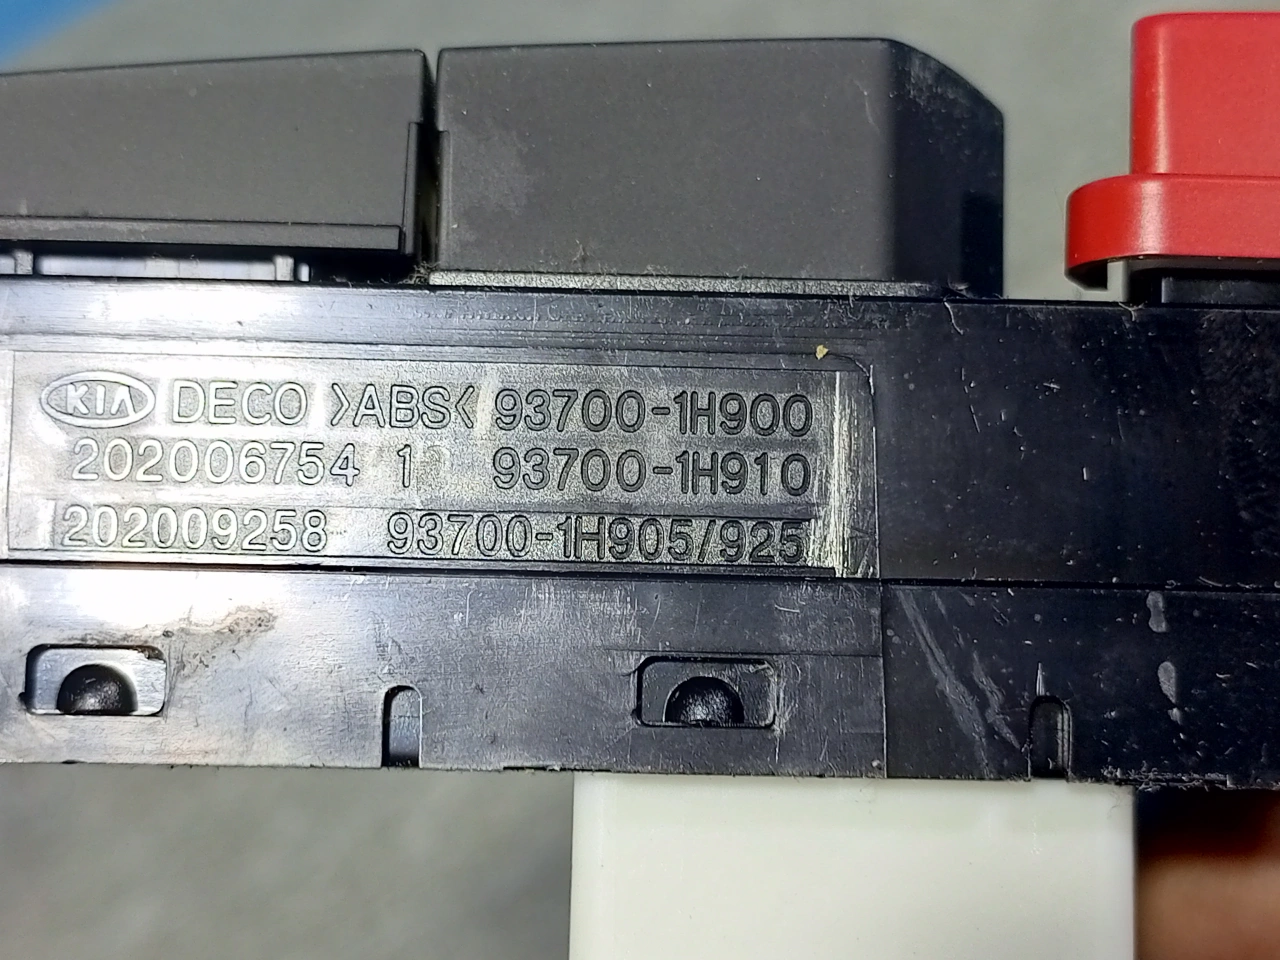 KIA DECO >ABS< 93700-1H900
202006754 1 93700-1H910
202009258 93700-1H905/925